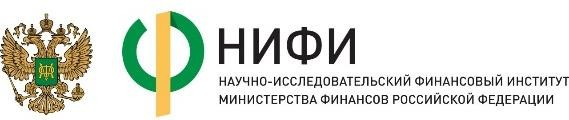 НИФИ
НАУЧНО-ИССЛЕДОВАТЕЛЬСКИЙ ФИНАНСОВЫЙ ИНСТИТУТ
МИНИСТЕРСТВА ФИНАНСОВ РОССИЙСКОЙ ФЕДЕРАЦИИ